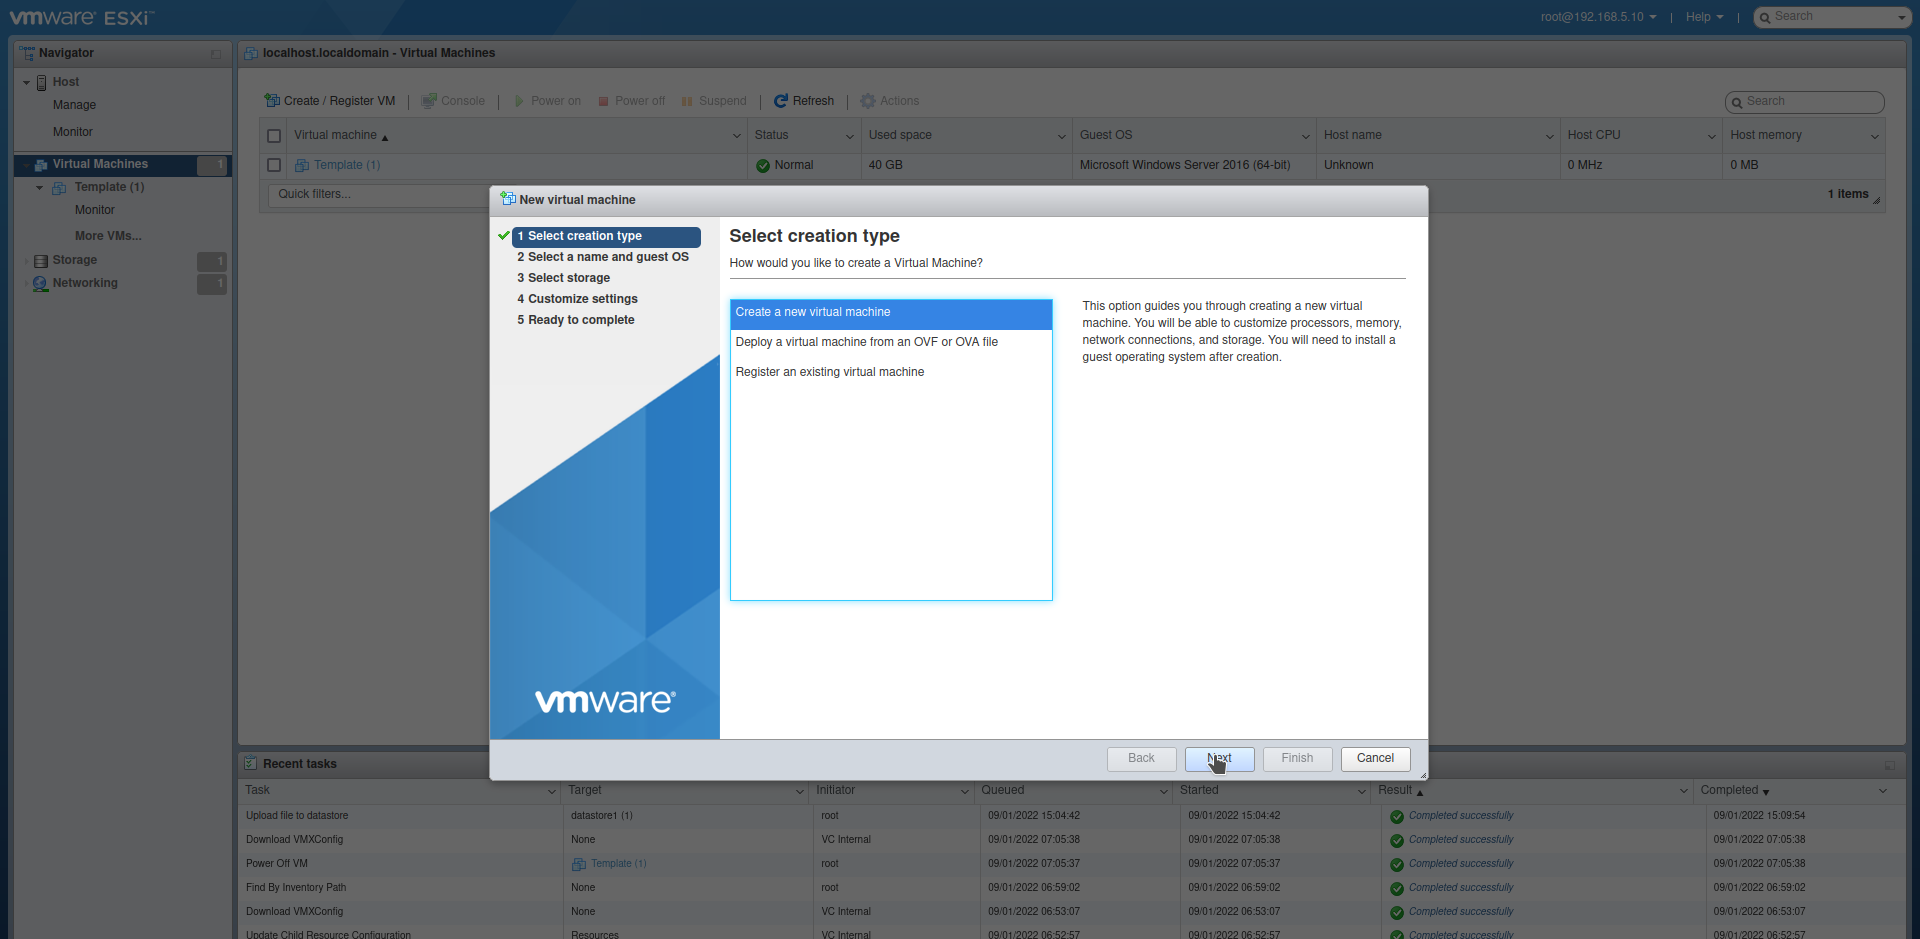 vmware ESXi™
root@192.168.5.10 | Help | Search
Navigator
Host
Manage
Monitor
Virtual Machines 1
Template (1)
Monitor
More VMs...
Storage 1
Networking 1
localhost.localdomain - Virtual Machines
Create / Register VM | Console | Power on Power off Suspend | Refresh | Actions
Search
Virtual machine Status Used space Guest OS Host name Host CPU Host memory
Template (1) Normal 40 GB Microsoft Windows Server 2016 (64-bit) Unknown 0 MHz 0 MB
Quick filters...
1 items
New virtual machine
1 Select creation type
2 Select a name and guest OS
3 Select storage
4 Customize settings
5 Ready to complete
vmware®
Select creation type
How would you like to create a Virtual Machine?
Create a new virtual machine
Deploy a virtual machine from an OVF or OVA file
Register an existing virtual machine
This option guides you through creating a new virtual
machine. You will be able to customize processors, memory,
network connections, and storage. You will need to install a
guest operating system after creation.
Back Next Finish Cancel
Recent tasks
Task Target Initiator Queued Started Result Completed
Upload file to datastore datastore1 (1) root 09/01/2022 15:04:42 09/01/2022 15:04:42 Completed successfully 09/01/2022 15:09:54
Download VMXConfig None VC Internal 09/01/2022 07:05:38 09/01/2022 07:05:38 Completed successfully 09/01/2022 07:05:38
Power Off VM Template (1) root 09/01/2022 07:05:37 09/01/2022 07:05:37 Completed successfully 09/01/2022 07:05:38
Find By Inventory Path None root 09/01/2022 06:59:02 09/01/2022 06:59:02 Completed successfully 09/01/2022 06:59:02
Download VMXConfig None VC Internal 09/01/2022 06:53:07 09/01/2022 06:53:07 Completed successfully 09/01/2022 06:53:07
Update Child Resource Configuration Resources VC Internal 09/01/2022 06:52:57 09/01/2022 06:52:57 Completed successfully 09/01/2022 06:52:57